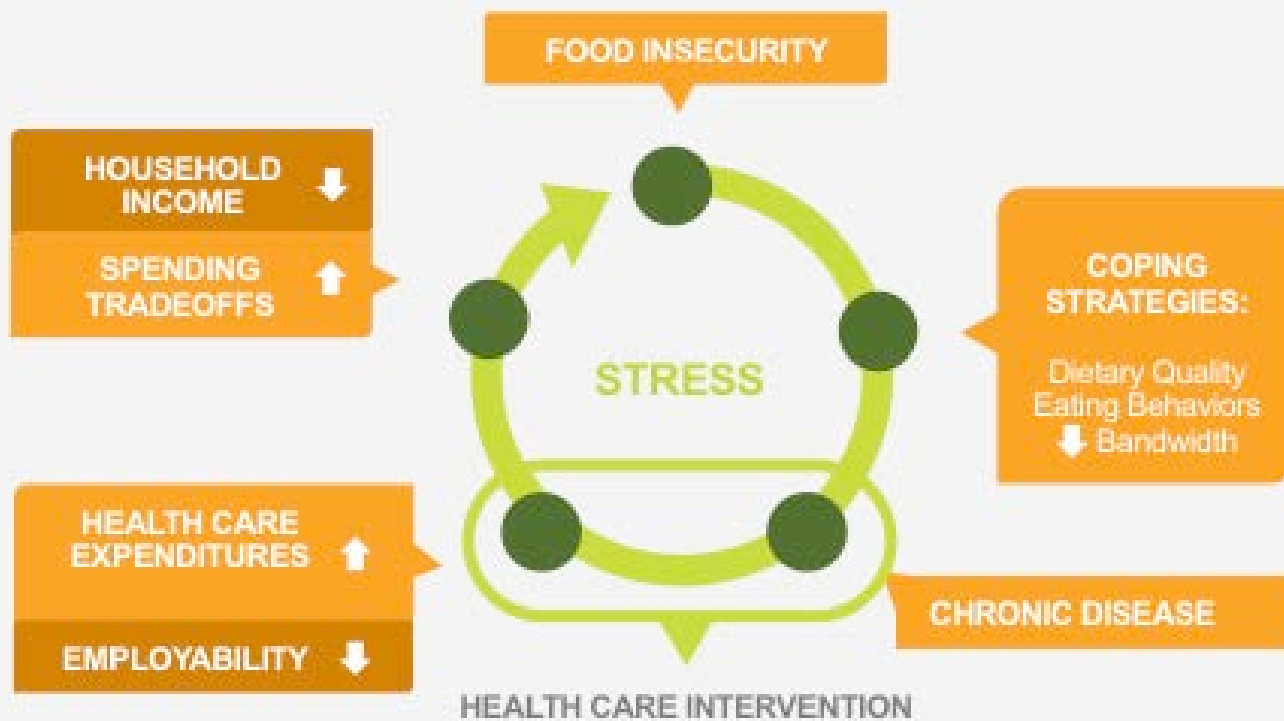 FOOD INSECURITY
HOUSEHOLD
INCOME
SPENDING
TRADEOFFS
COPING
STRATEGIES:
Dietary Quality
Eating Behaviors
Bandwidth
STRESS
HEALTH CARE
EXPENDITURES
EMPLOYABILITY
CHRONIC DISEASE
HEALTH CARE INTERVENTION